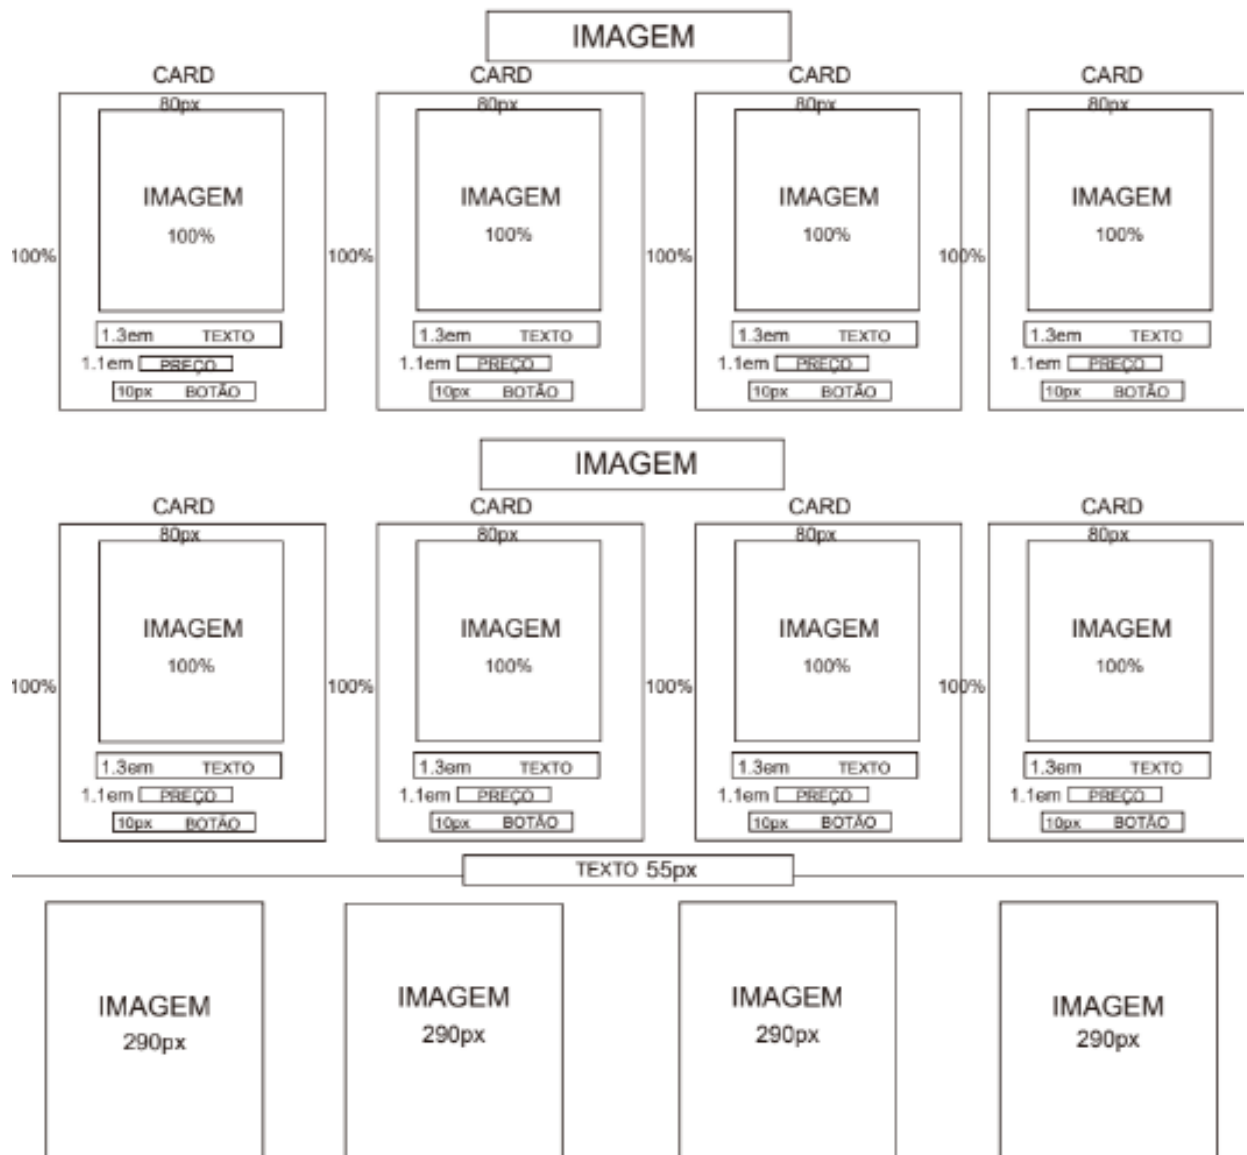 IMAGEM
CARD CARD CARD CARD
80px 80px 80px 80px
IMAGEM IMAGEM IMAGEM IMAGEM
100% 100% 100% 100%
100% 100% 100% 100%
1.3em TEXTO 1.3em TEXTO 1.3em TEXTO 1.3em TEXTO
1.1em PREÇO 1.1em PREÇO 1.1em PREÇO 1.1em PREÇO
10px BOTÃO 10px BOTÃO 10px BOTÃO 10px BOTÃO
IMAGEM
CARD CARD CARD CARD
80px 80px 80px 80px
IMAGEM IMAGEM IMAGEM IMAGEM
100% 100% 100% 100%
100% 100% 100% 100%
1.3em TEXTO 1.3em TEXTO 1.3em TEXTO 1.3em TEXTO
1.1em PREÇO 1.1em PREÇO 1.1em PREÇO 1.1em PREÇO
10px BOTÃO 10px BOTÃO 10px BOTÃO 10px BOTÃO
TEXTO 55px
IMAGEM IMAGEM IMAGEM IMAGEM
290px 290px 290px 290px